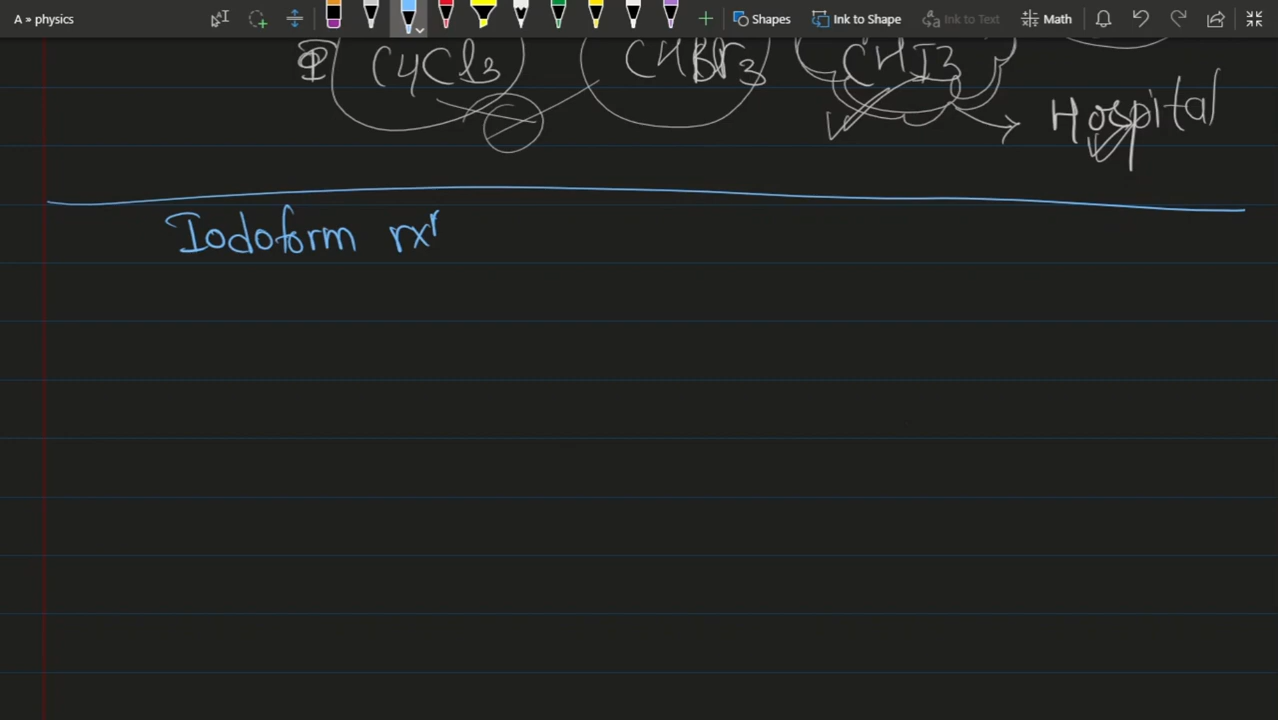 A » physics
Shapes
Ink to Shape
Ink to Text
Math
CHCl3 CHBr3 CHI3
Hospital
Iodoform rxn